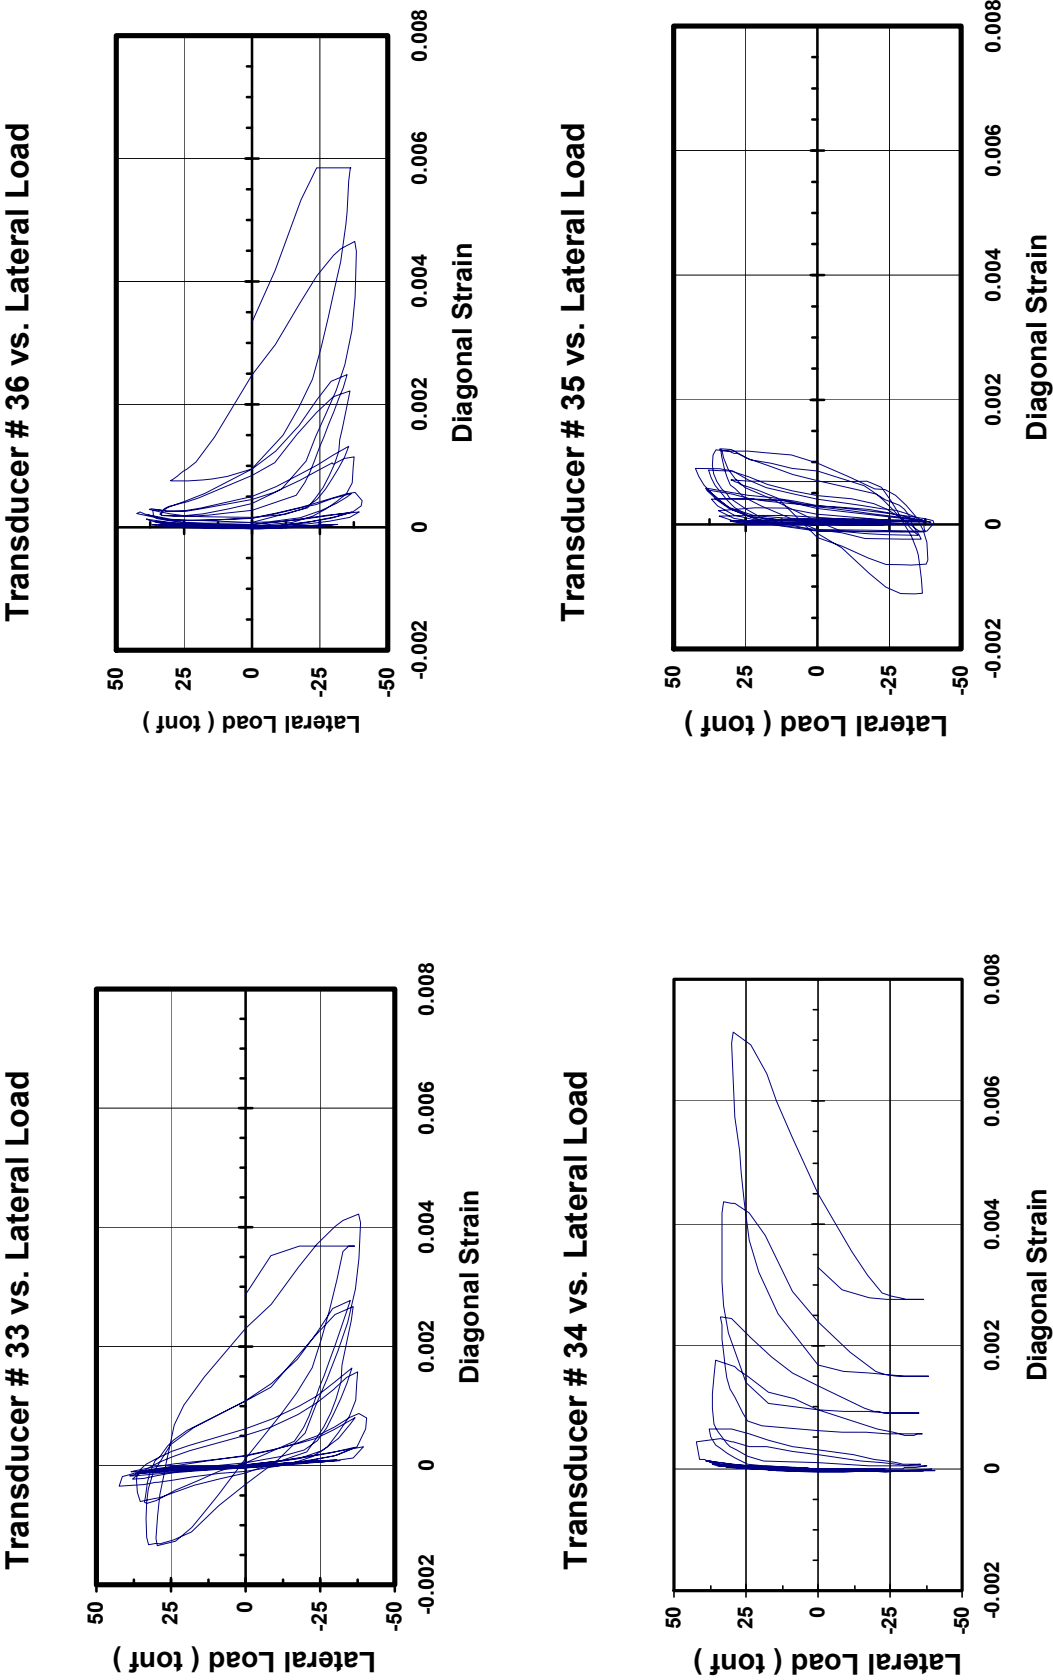 Transducer # 33 vs. Lateral Load
Lateral Load ( tonf )
50
25
0
-25
-50
-0.002 0 0.002 0.004 0.006 0.008
Diagonal Strain
Transducer # 36 vs. Lateral Load
Lateral Load ( tonf )
50
25
0
-25
-50
-0.002 0 0.002 0.004 0.006 0.008
Diagonal Strain
Transducer # 34 vs. Lateral Load
Lateral Load ( tonf )
50
25
0
-25
-50
-0.002 0 0.002 0.004 0.006 0.008
Diagonal Strain
Transducer # 35 vs. Lateral Load
Lateral Load ( tonf )
50
25
0
-25
-50
-0.002 0 0.002 0.004 0.006 0.008
Diagonal Strain